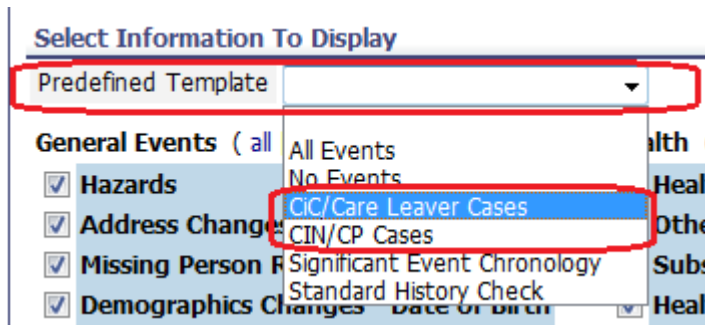 Select Information To Display
Predefined Template
General Events ( all
alth
All Events
Hazards
No Events
Heal
CiC/Care Leaver Cases
Address Change
Othe
CIN/CP Cases
Missing Person R
Significant Event Chronology
Subs
Standard History Check
Demographics Changes Date of Birth
Heal